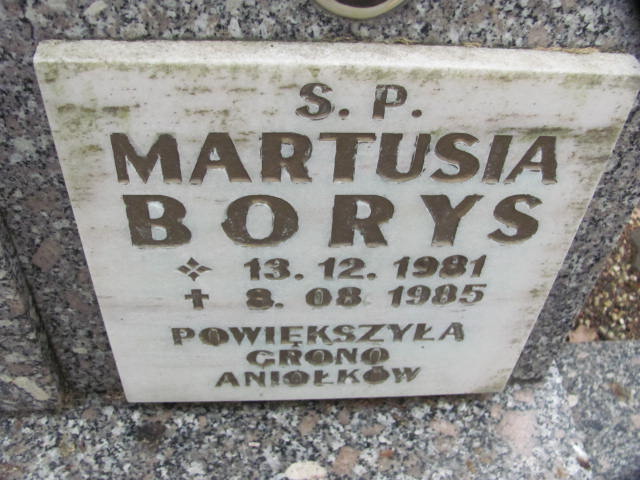 S. P.
MARTUSIA
BORYS
13. 12. 1981
8. 08 1985
POWIĘKSZYŁA
GRONO
ANIOŁKÓW